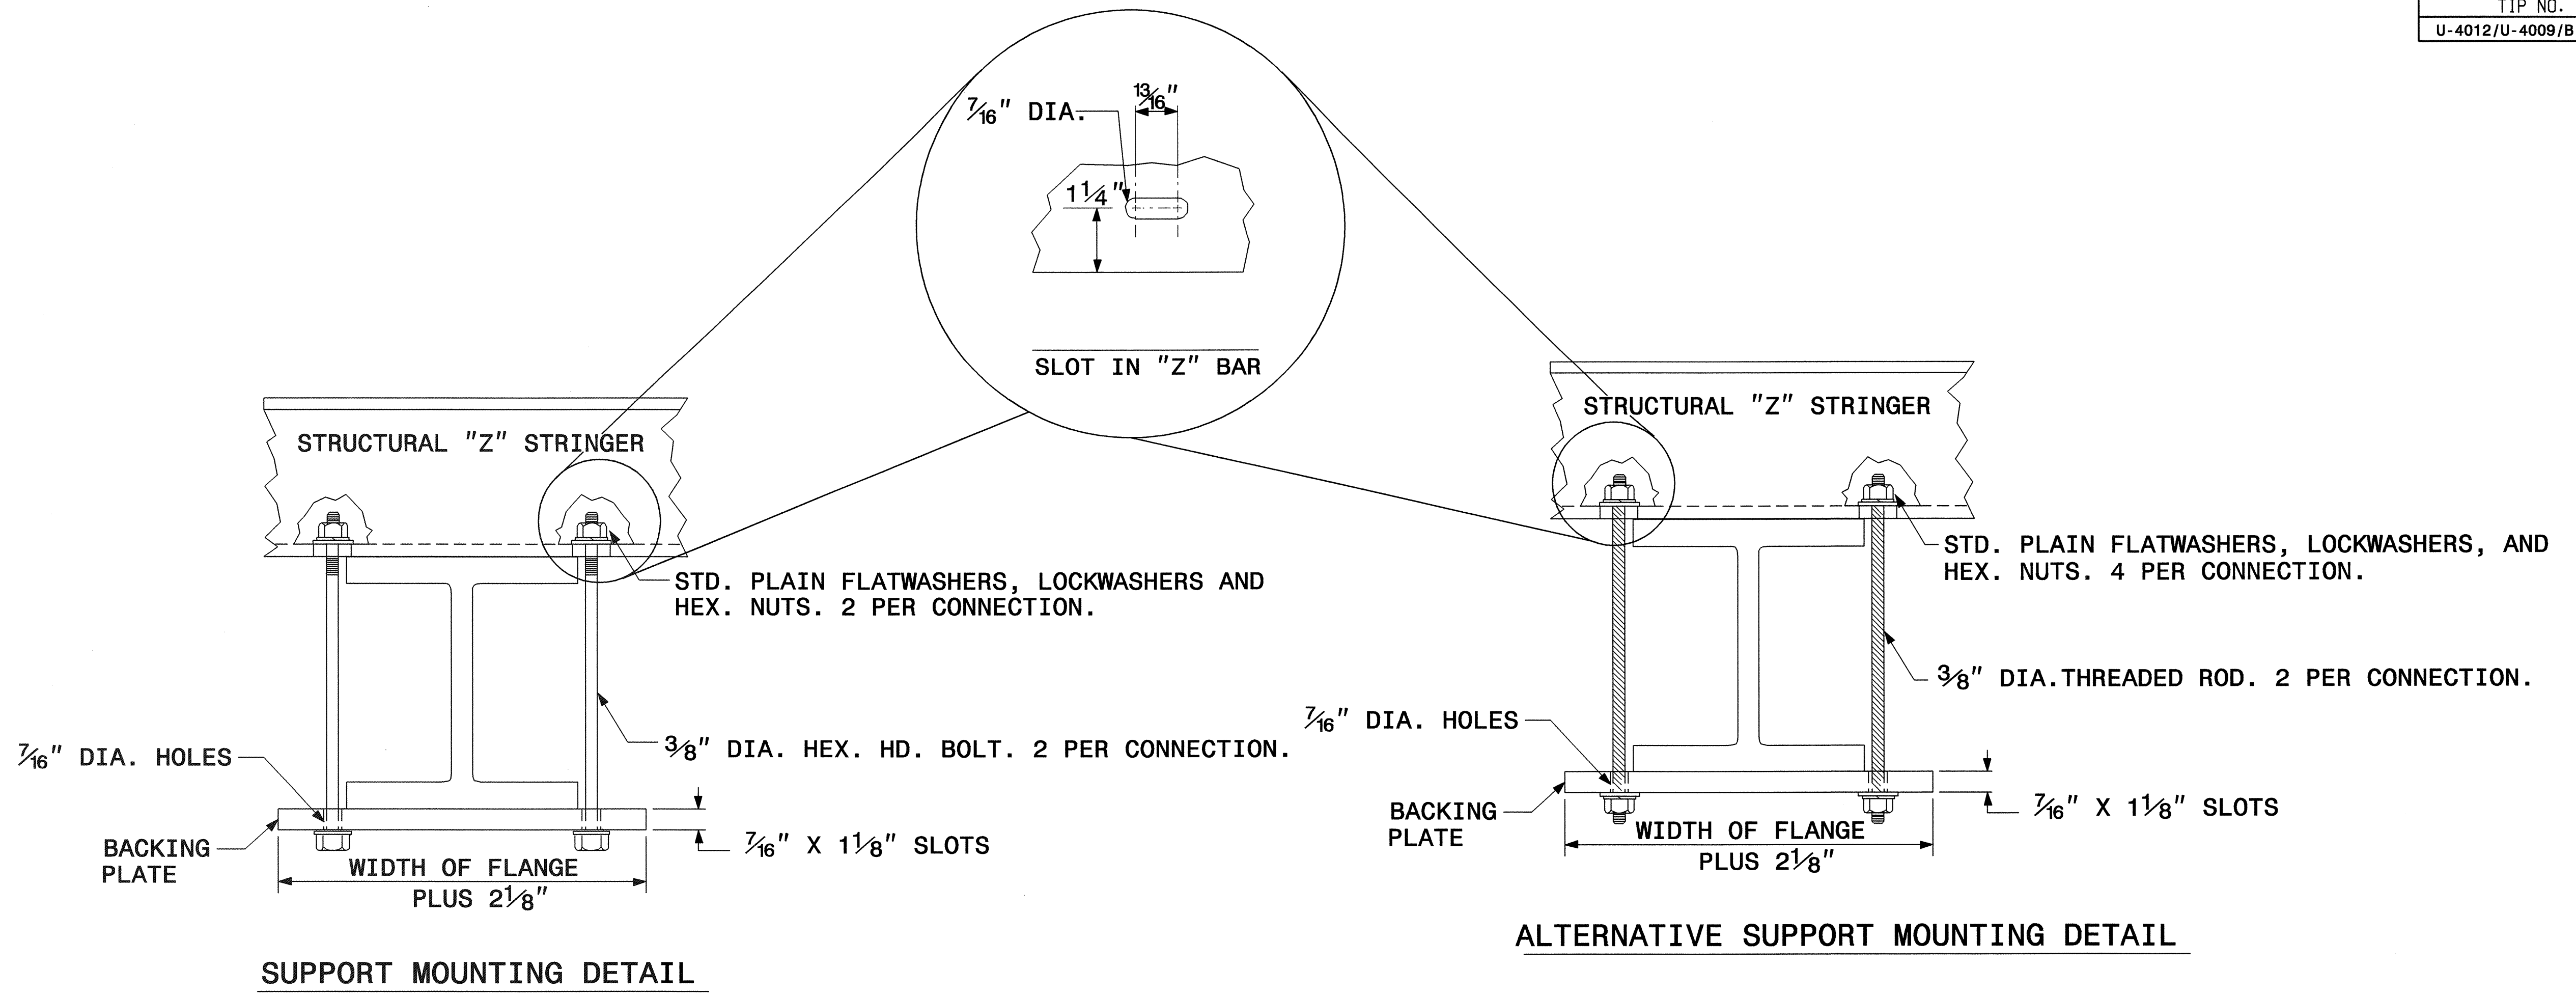 TIP NO.
U-4012/U-4009/B
13/16"
7/16" DIA.
1 1/4"
SLOT IN "Z" BAR
STRUCTURAL "Z" STRINGER
STD. PLAIN FLATWASHERS, LOCKWASHERS AND
HEX. NUTS. 2 PER CONNECTION.
3/8" DIA. HEX. HD. BOLT. 2 PER CONNECTION.
7/16" DIA. HOLES
BACKING
PLATE
7/16" X 1 1/8" SLOTS
WIDTH OF FLANGE
PLUS 2 1/8"
SUPPORT MOUNTING DETAIL
STRUCTURAL "Z" STRINGER
STD. PLAIN FLATWASHERS, LOCKWASHERS, AND
HEX. NUTS. 4 PER CONNECTION.
3/8" DIA.THREADED ROD. 2 PER CONNECTION.
7/16" DIA. HOLES
BACKING
PLATE
7/16" X 1 1/8" SLOTS
WIDTH OF FLANGE
PLUS 2 1/8"
ALTERNATIVE SUPPORT MOUNTING DETAIL